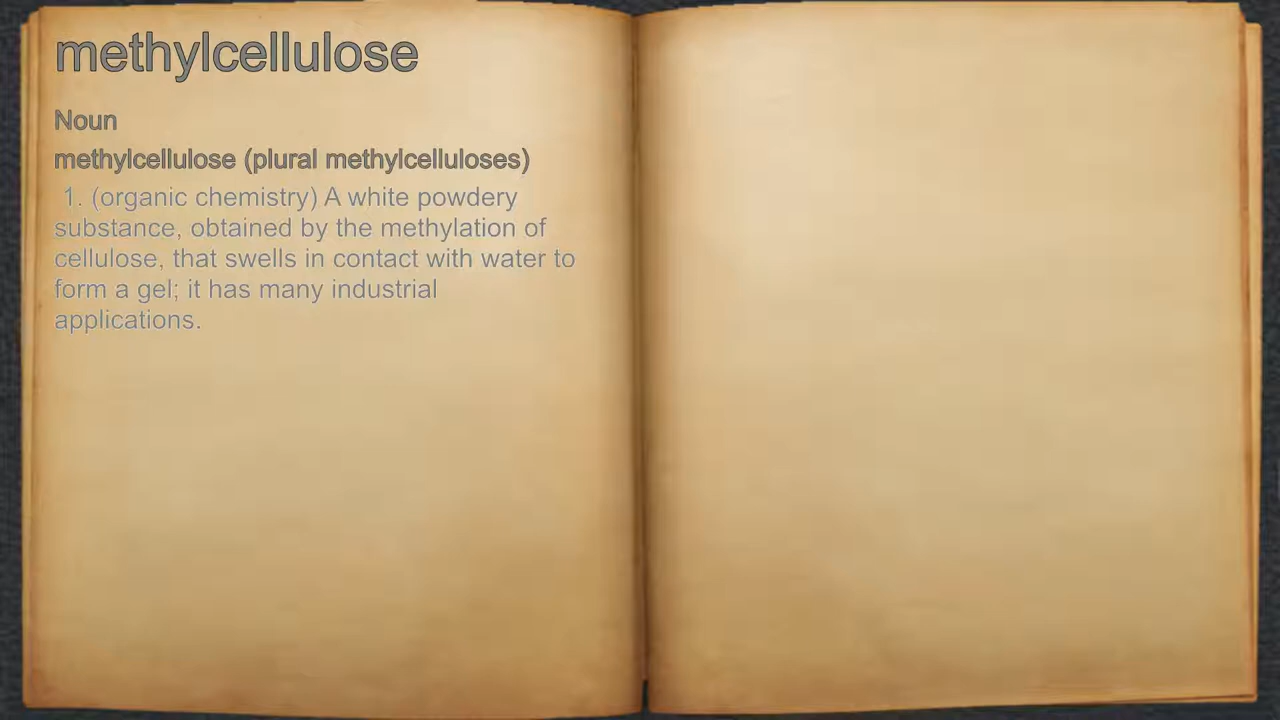 methylcellulose
Noun
methylcellulose (plural methylcelluloses)
1. (organic chemistry) A white powdery
substance, obtained by the methylation of
cellulose, that swells in contact with water to
form a gel; it has many industrial
applications.